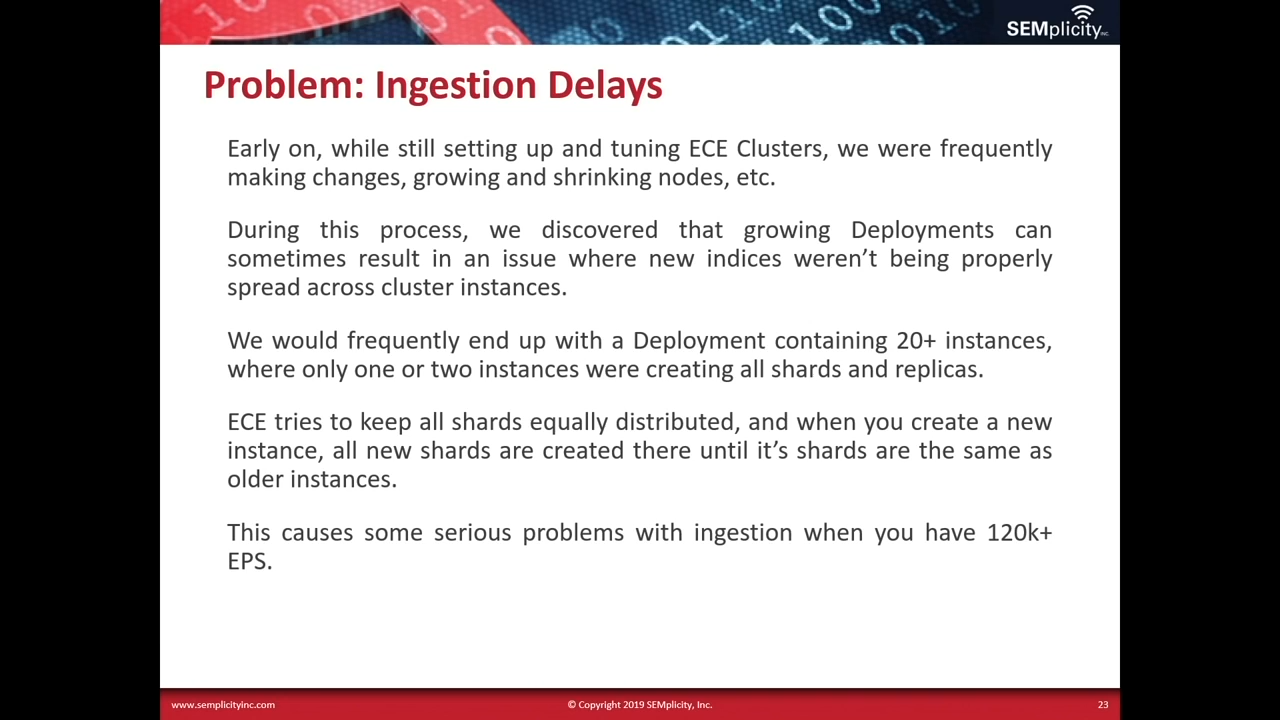 SEMplicity INC.
Problem: Ingestion Delays
Early on, while still setting up and tuning ECE Clusters, we were frequently
making changes, growing and shrinking nodes, etc.
During this process, we discovered that growing Deployments can
sometimes result in an issue where new indices weren’t being properly
spread across cluster instances.
We would frequently end up with a Deployment containing 20+ instances,
where only one or two instances were creating all shards and replicas.
ECE tries to keep all shards equally distributed, and when you create a new
instance, all new shards are created there until it’s shards are the same as
older instances.
This causes some serious problems with ingestion when you have 120k+
EPS.
www.semplicityinc.com
© Copyright 2019 SEMplicity, Inc.
23